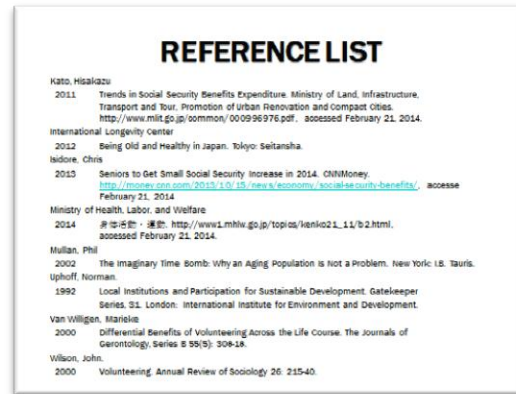 REFERENCE LIST
Kato, Hisakazu
2011 Trends in Social Security Benefits Expenditure. Ministry of Land, Infrastructure,
Transport and Tour, Promotion of Urban Renovation and Compact Cities.
http://www.mlit.go.jp/common/000996976.pdf, accessed February 21, 2014.
International Longevity Center
2012 Being Old and Healthy in Japan. Tokyo: Seitansha.
Isidore, Chris
2013 Seniors to Get Small Social Security Increase in 2014. CNNMoney.
http://money.cnn.com/2013/10/15/news/economy/social-security-benefits/, accesse
February 21, 2014
Ministry of Health, Labor, and Welfare
2014 身体活動・運動. http://www1.mhlw.go.jp/topics/kenko21_11/b2.html,
accessed February 21, 2014.
Mullan, Phil
2002 The Imaginary Time Bomb: Why an Aging Population Is Not a Problem. New York: I.B. Tauris.
Uphoff, Norman.
1992 Local Institutions and Participation for Sustainable Development. Gatekeeper
Series, 31. London: International Institute for Environment and Development.
Van Willigen, Marieke
2000 Differential Benefits of Volunteering Across the Life Course. The Journals of
Gerontology, Series B 55(5): 308-18.
Wilson, John.
2000 Volunteering. Annual Review of Sociology 26: 215-40.